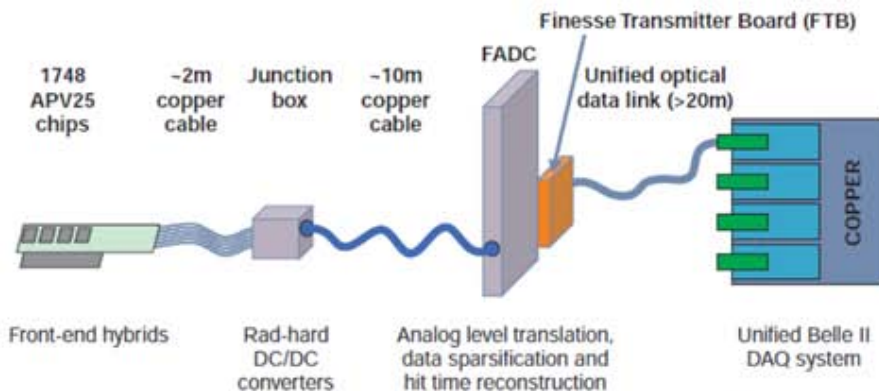 Finesse Transmitter Board (FTB)
1748
APV25
chips
~2m
copper
cable
Junction
box
~10m
copper
cable
FADC
Unified optical
data link (>20m)
COPPER
Front-end hybrids
Rad-hard
DC/DC
converters
Analog level translation,
data sparsification and
hit time reconstruction
Unified Belle II
DAQ system